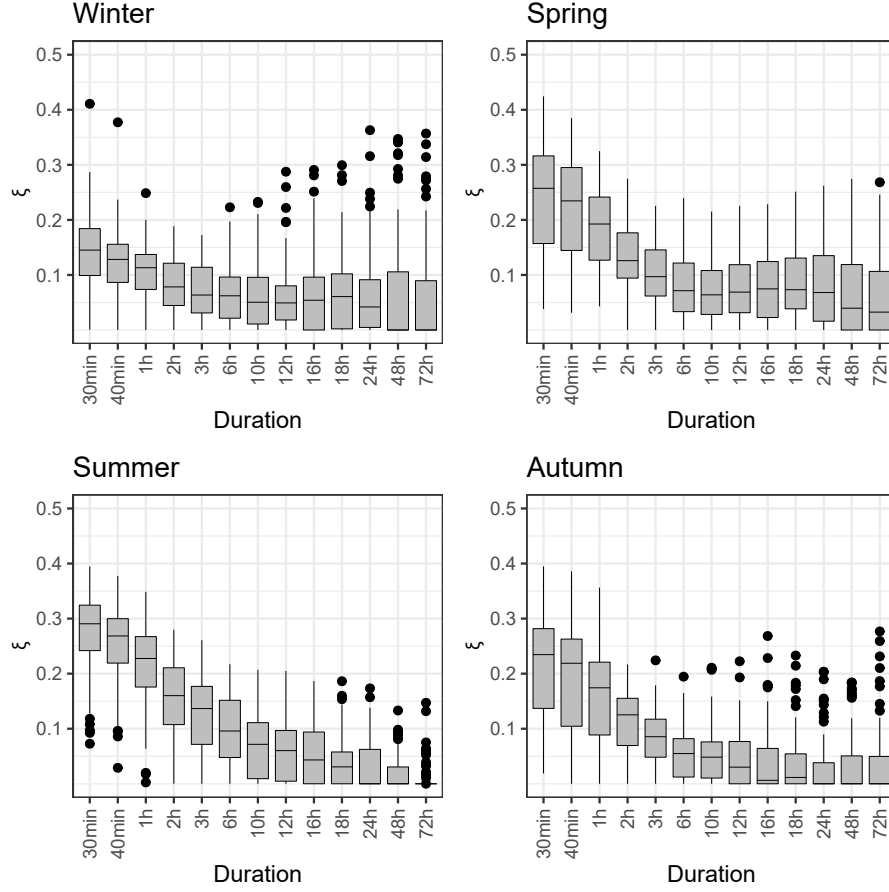 Winter
0.5
0.4
0.3
0.2
0.1
ξ
30min
40min
1h
2h
3h
6h
10h
12h
16h
18h
24h
48h
72h
Duration
Spring
0.5
0.4
0.3
0.2
0.1
ξ
30min
40min
1h
2h
3h
6h
10h
12h
16h
18h
24h
48h
72h
Duration
Summer
0.5
0.4
0.3
0.2
0.1
ξ
30min
40min
1h
2h
3h
6h
10h
12h
16h
18h
24h
48h
72h
Duration
Autumn
0.5
0.4
0.3
0.2
0.1
ξ
30min
40min
1h
2h
3h
6h
10h
12h
16h
18h
24h
48h
72h
Duration